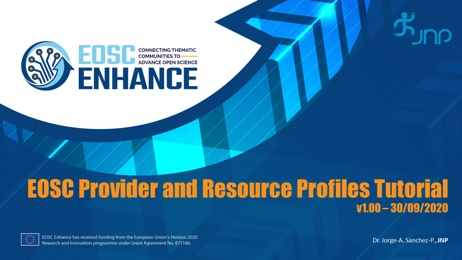 EOSC
ENHANCE
CONNECTING THEMATIC
COMMUNITIES TO
ADVANCE OPEN SCIENCE
JNP
EOSC Provider and Resource Profiles Tutorial
v1.00 – 30/09/2020
EOSC Enhance has received funding from the European Union's Horizon 2020
Research and Innovation programme under Grant Agreement No. 871160.
Dr. Jorge-A. Sanchez-P., JNP